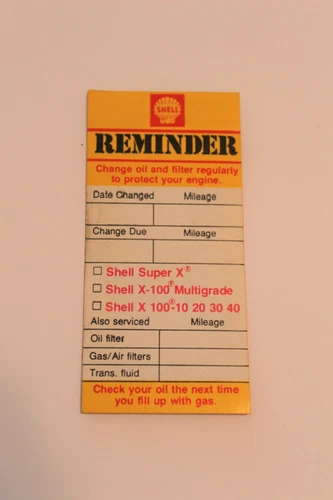 SHELL
REMINDER
Change oil and filter regularly
to protect your engine.
Date Changed Mileage
Change Due Mileage
☐ Shell Super X®
☐ Shell X-100® Multigrade
☐ Shell X 100®-10 20 30 40
Also serviced Mileage
Oil filter
Gas/Air filters
Trans. fluid
Check your oil the next time
you fill up with gas.